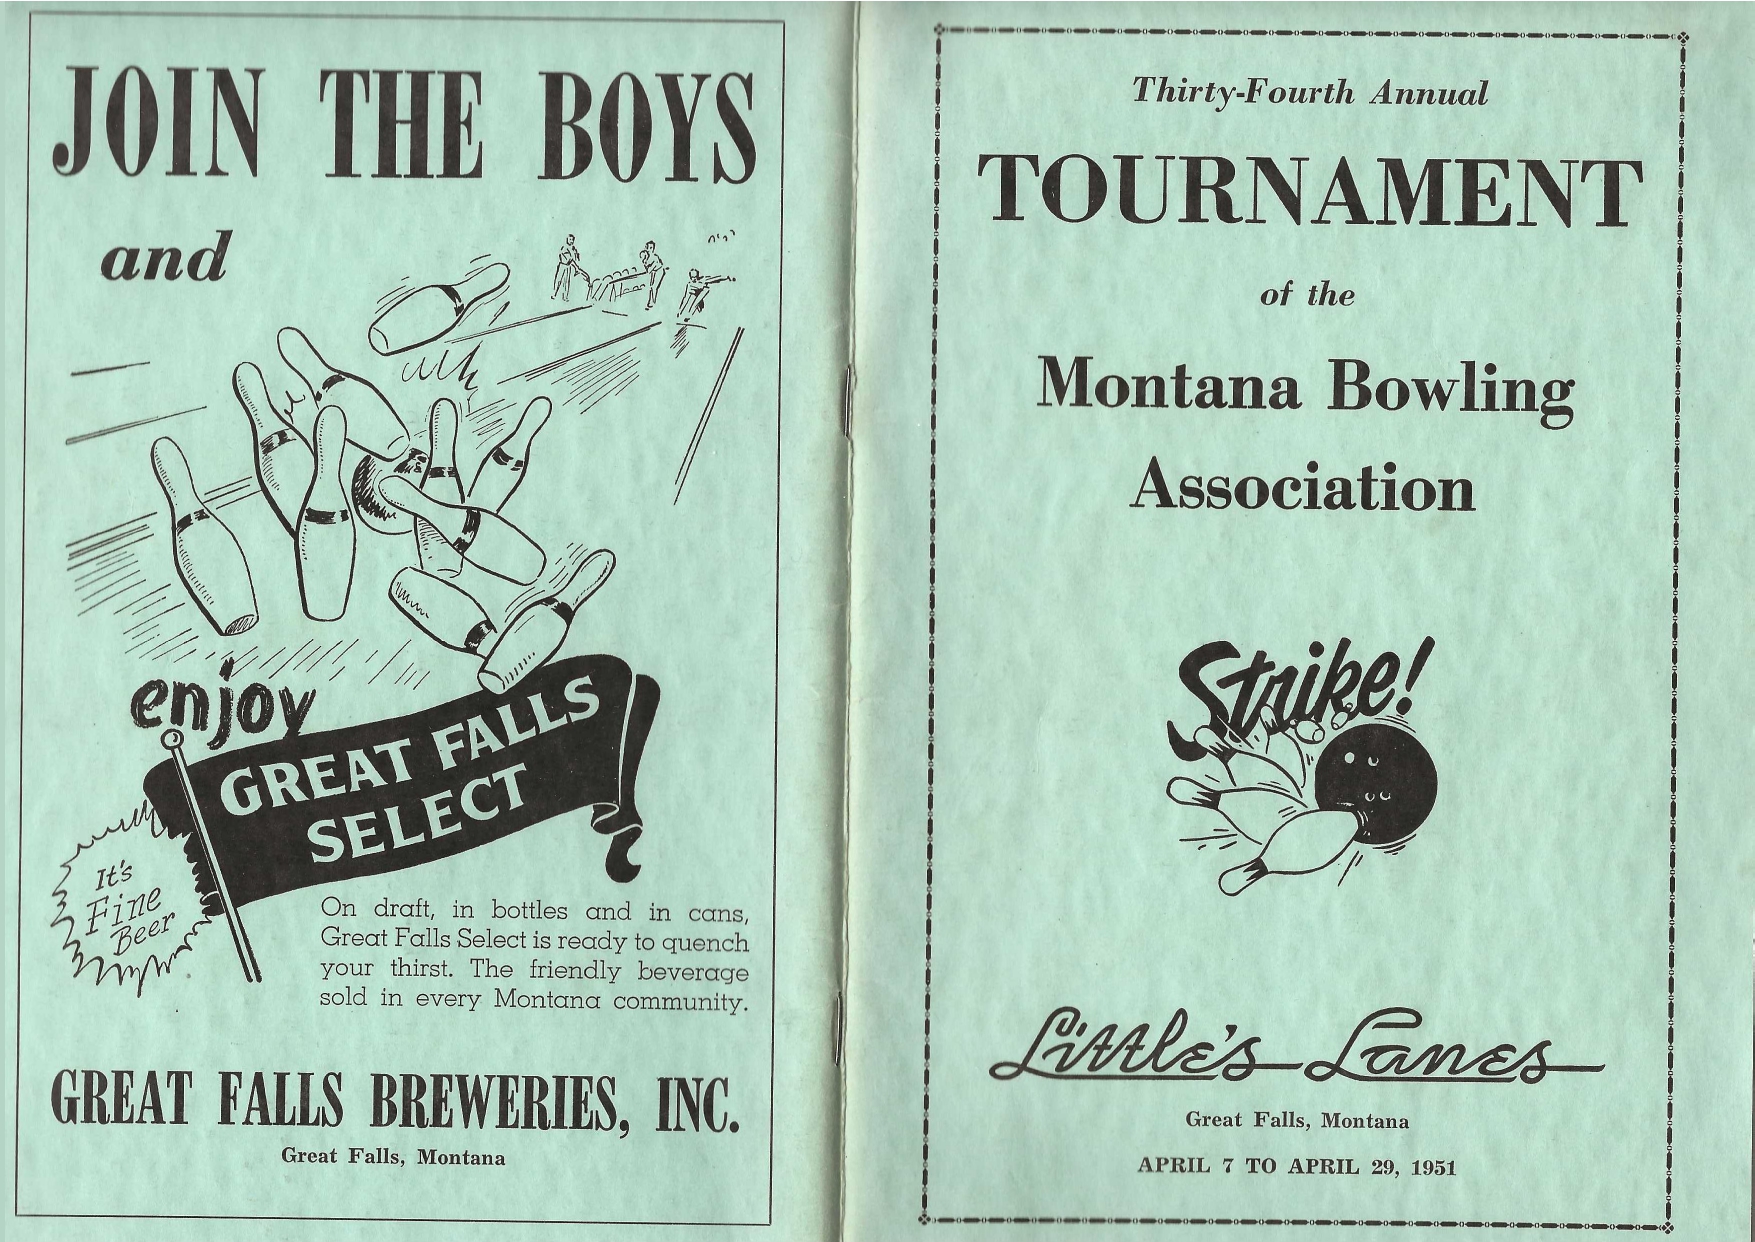 JOIN THE BOYS
and
enjoy
GREAT FALLS
SELECT
It's
Fine
Beer
On draft, in bottles and in cans,
Great Falls Select is ready to quench
your thirst. The friendly beverage
sold in every Montana community.
GREAT FALLS BREWERIES, INC.
Great Falls, Montana
Thirty-Fourth Annual
TOURNAMENT
of the
Montana Bowling
Association
Strike!
Little's Lanes
Great Falls, Montana
APRIL 7 TO APRIL 29, 1951